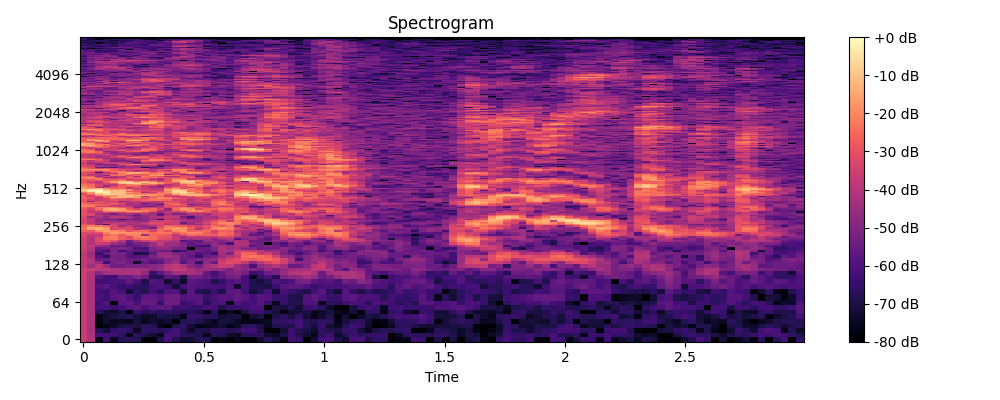 Spectrogram
4096
2048
1024
512
256
128
64
0
Hz
0
0.5
1
1.5
2
2.5
Time
+0 dB
-10 dB
-20 dB
-30 dB
-40 dB
-50 dB
-60 dB
-70 dB
-80 dB